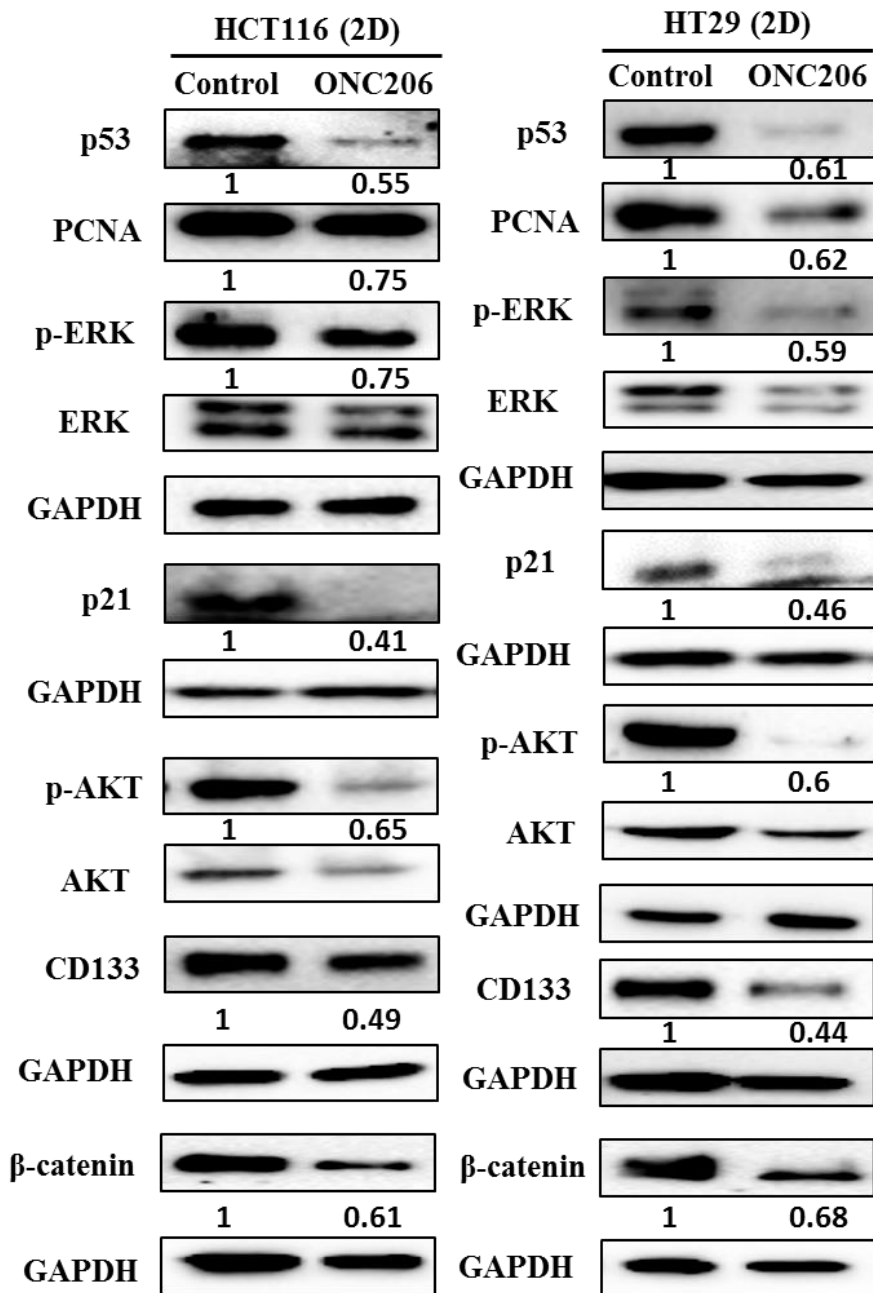 HCT116 (2D)
Control ONC206
p53
1 0.55
PCNA
1 0.75
p-ERK
1 0.75
ERK
GAPDH
p21
1 0.41
GAPDH
p-AKT
1 0.65
AKT
CD133
1 0.49
GAPDH
β-catenin
1 0.61
GAPDH
HT29 (2D)
Control ONC206
p53
1 0.61
PCNA
1 0.62
p-ERK
1 0.59
ERK
GAPDH
p21
1 0.46
GAPDH
p-AKT
1 0.6
AKT
GAPDH
CD133
1 0.44
GAPDH
β-catenin
1 0.68
GAPDH